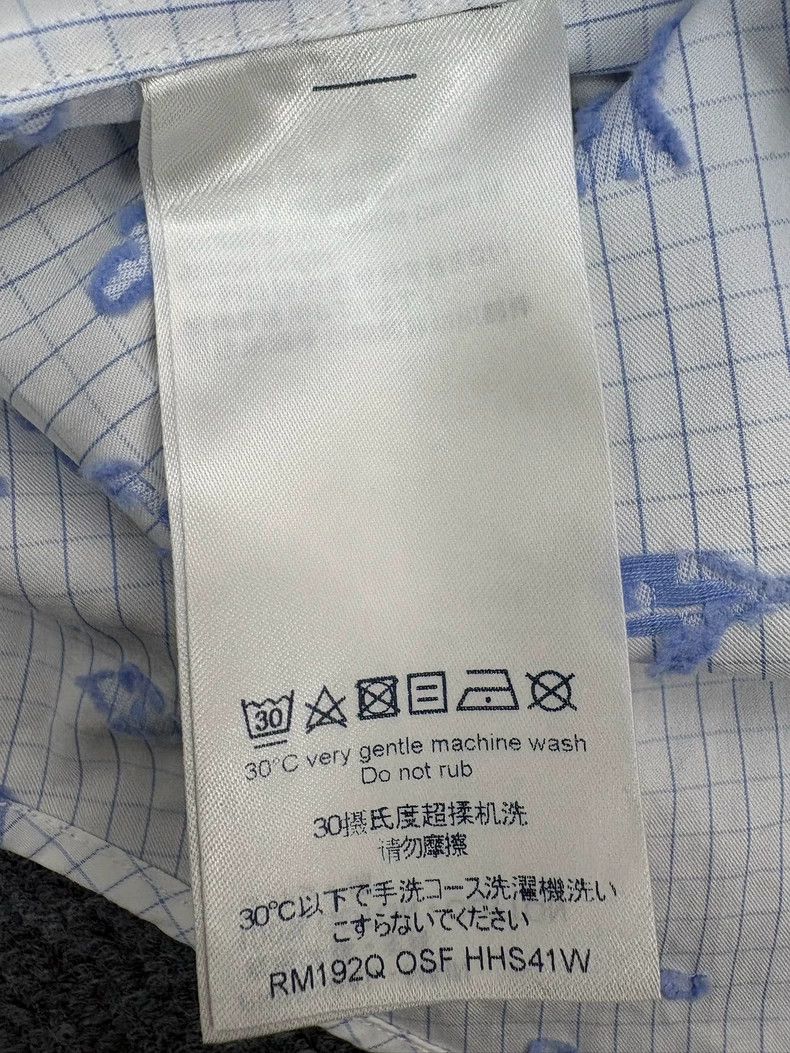 30
30°C very gentle machine wash
Do not rub
30摄氏度超揉机洗
请勿摩擦
30°C以下で手洗コース洗濯機洗い
こすらないでください
RM192Q OSF HHS41W